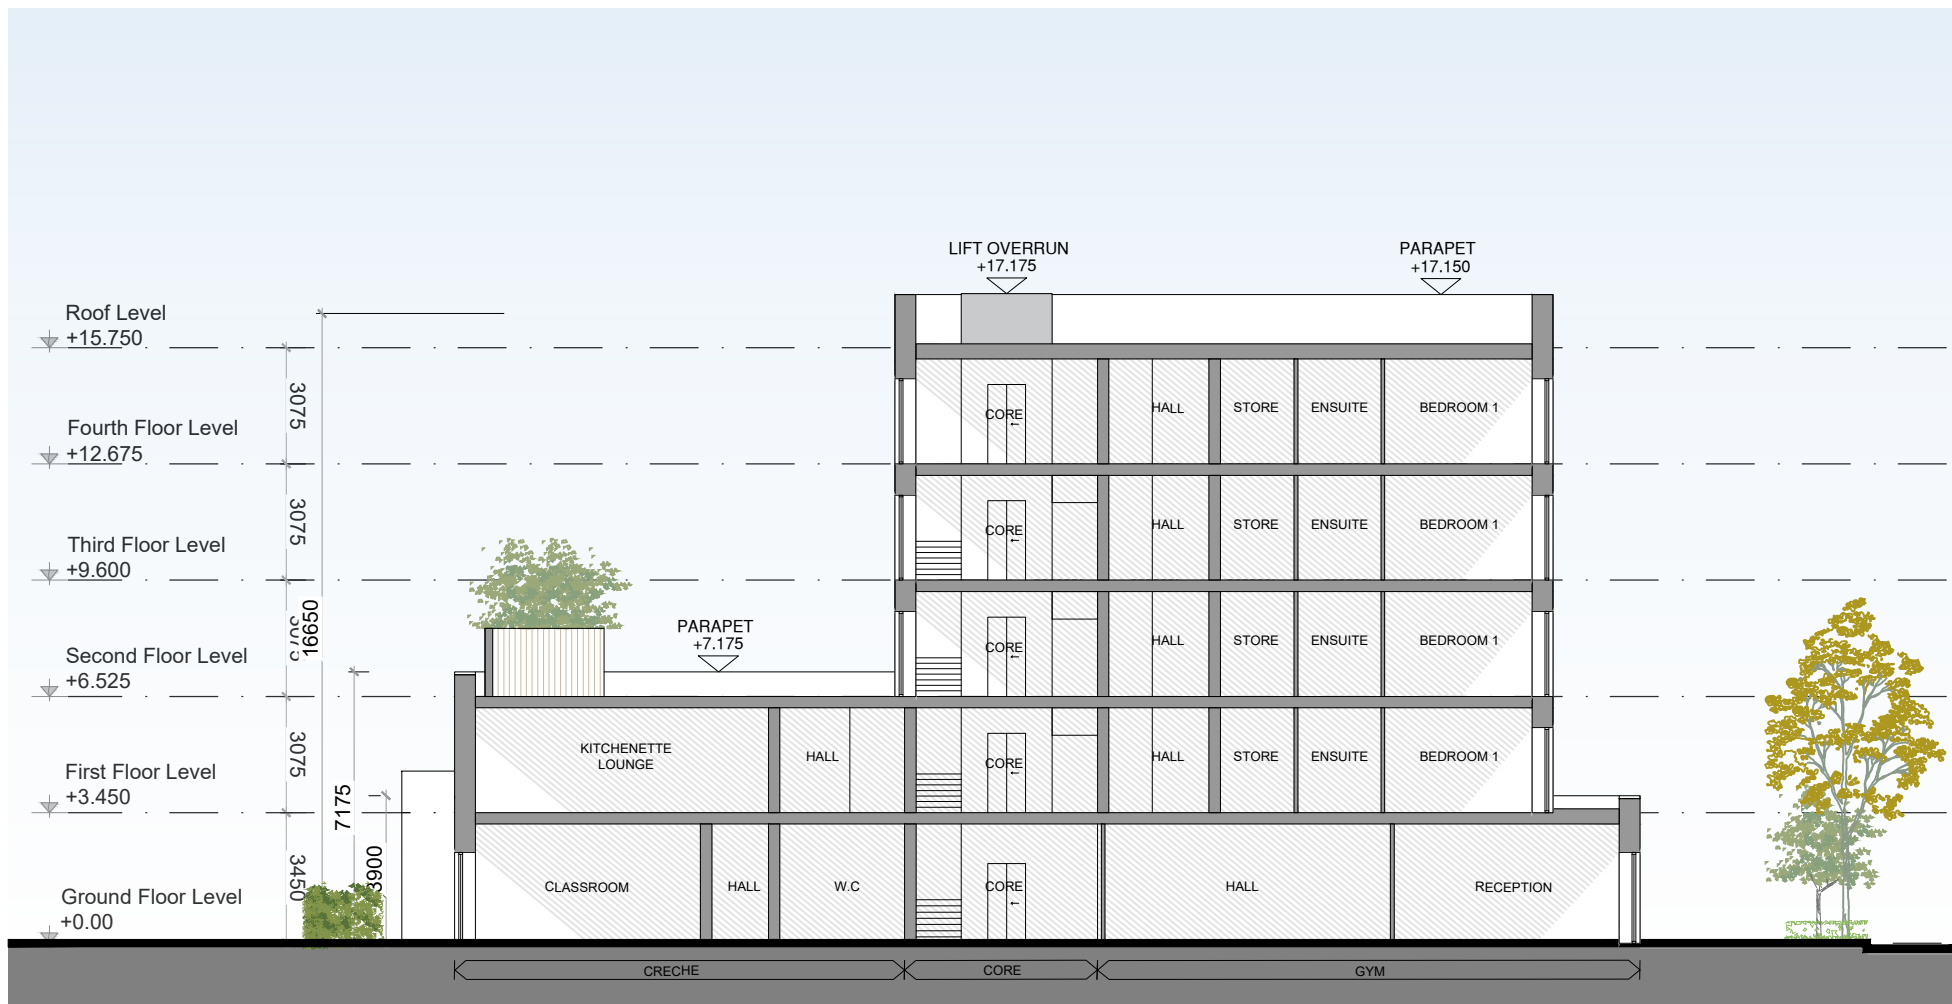 LIFT OVERRUN
+17.175
PARAPET
+17.150
Roof Level
+15.750
3075
CORE
HALL
STORE
ENSUITE
BEDROOM 1
Fourth Floor Level
+12.675
3075
CORE
HALL
STORE
ENSUITE
BEDROOM 1
Third Floor Level
+9.600
16650
PARAPET
+7.175
CORE
HALL
STORE
ENSUITE
BEDROOM 1
Second Floor Level
+6.525
3075
KITCHENETTE
LOUNGE
HALL
CORE
HALL
STORE
ENSUITE
BEDROOM 1
First Floor Level
+3.450
7175
3900
3450
CLASSROOM
HALL
W.C
CORE
HALL
RECEPTION
Ground Floor Level
+0.00
CRECHE
CORE
GYM